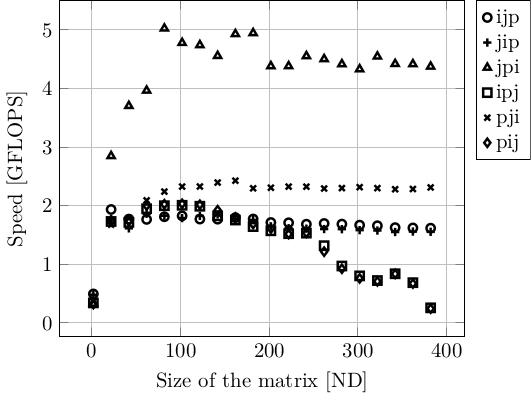 5
4
3
2
1
0
0
100
200
300
400
Speed [GFLOPS]
Size of the matrix [ND]
ijp
jip
jpi
ipj
pji
pij